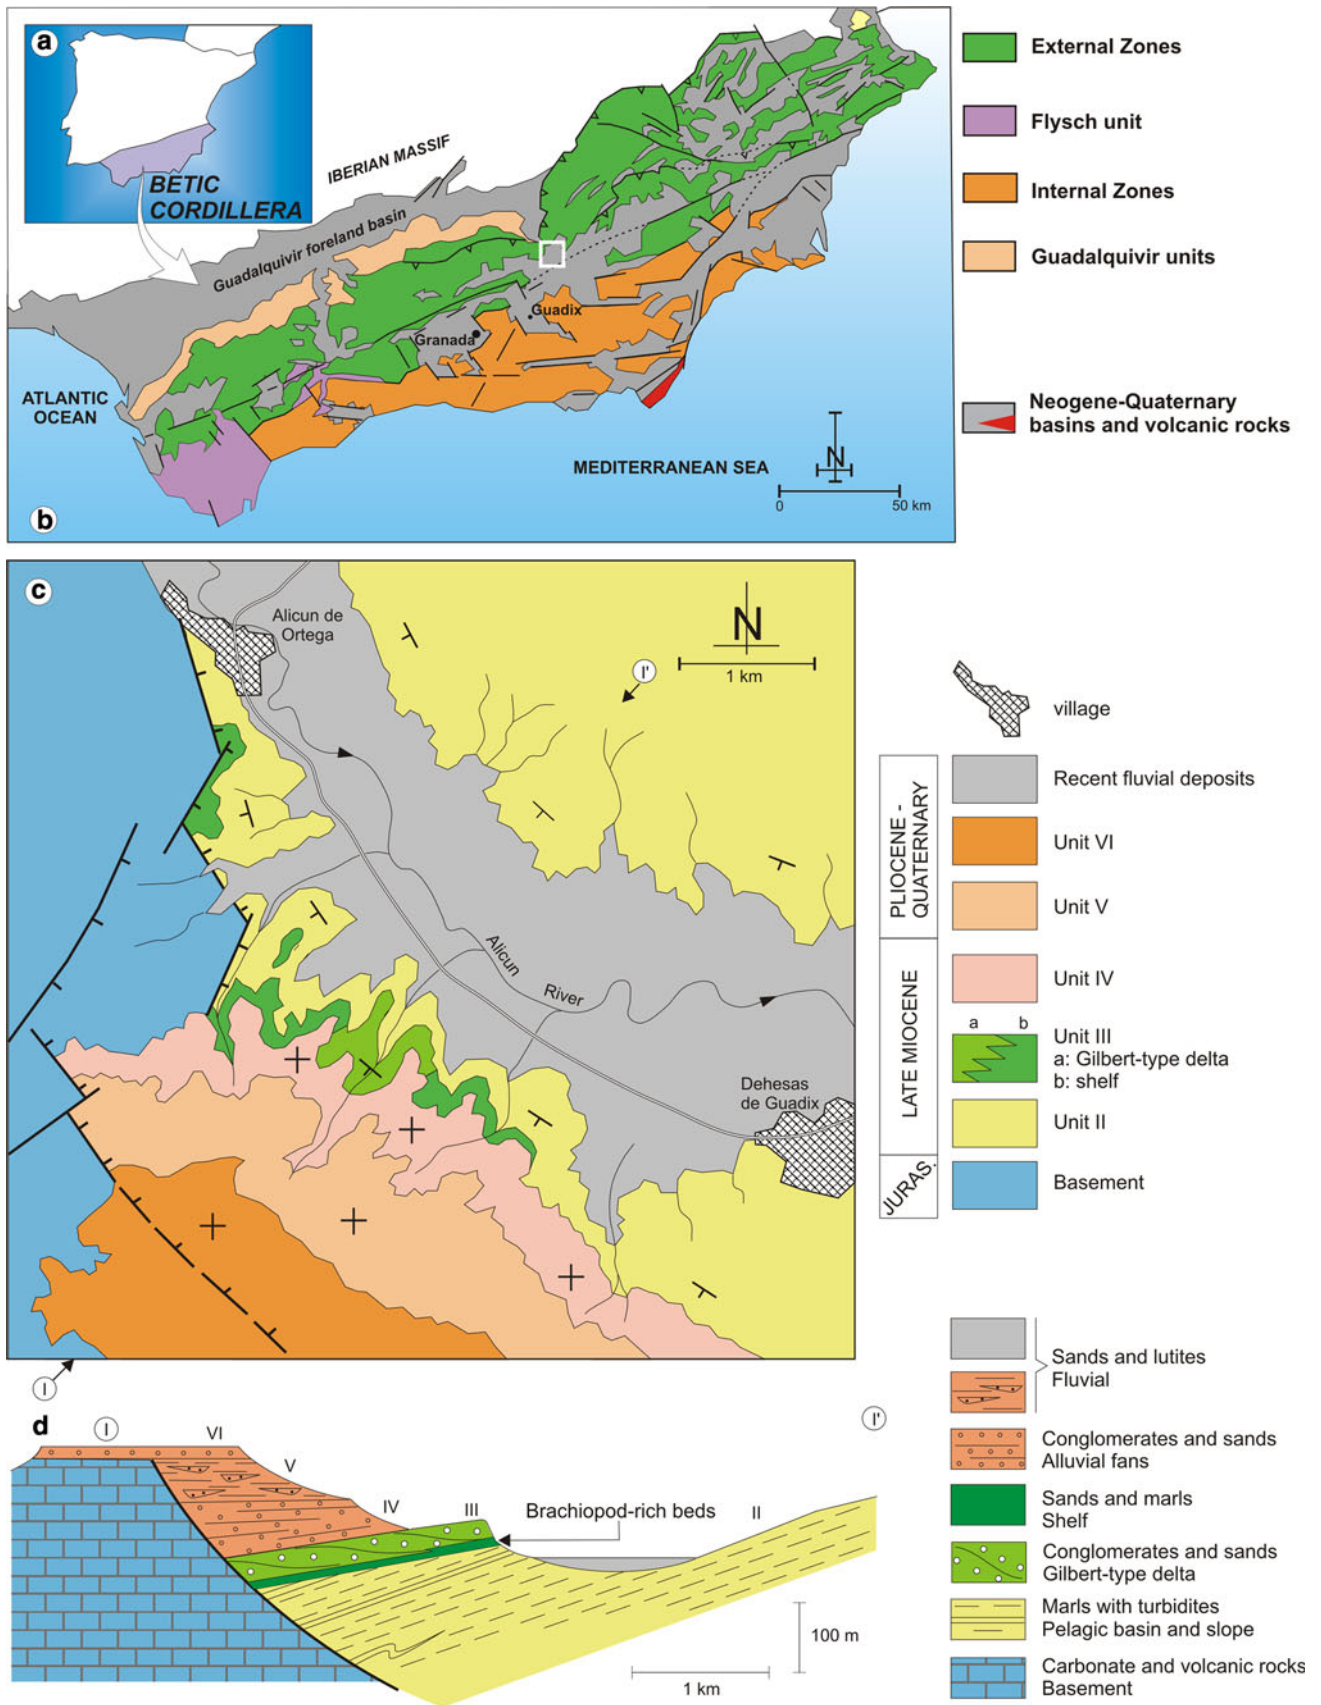 a
BETIC
CORDILLERA
IBERIAN MASSIF
Guadalquivir foreland basin
Guadix
Granada
ATLANTIC
OCEAN
MEDITERRANEAN SEA
N
0
50 km
b
External Zones
Flysch unit
Internal Zones
Guadalquivir units
Neogene-Quaternary
basins and volcanic rocks
c
Alicun de
Ortega
N
1 km
I'
Alicun
River
Dehesas
de Guadix
I
village
PLIOCENE -
QUATERNARY
LATE MIOCENE
JURAS.
Recent fluvial deposits
Unit VI
Unit V
Unit IV
a
b
Unit III
a: Gilbert-type delta
b: shelf
Unit II
Basement
d
I
VI
V
IV
III
Brachiopod-rich beds
II
I'
100 m
1 km
Sands and lutites
Fluvial
Conglomerates and sands
Alluvial fans
Sands and marls
Shelf
Conglomerates and sands
Gilbert-type delta
Marls with turbidites
Pelagic basin and slope
Carbonate and volcanic rocks
Basement